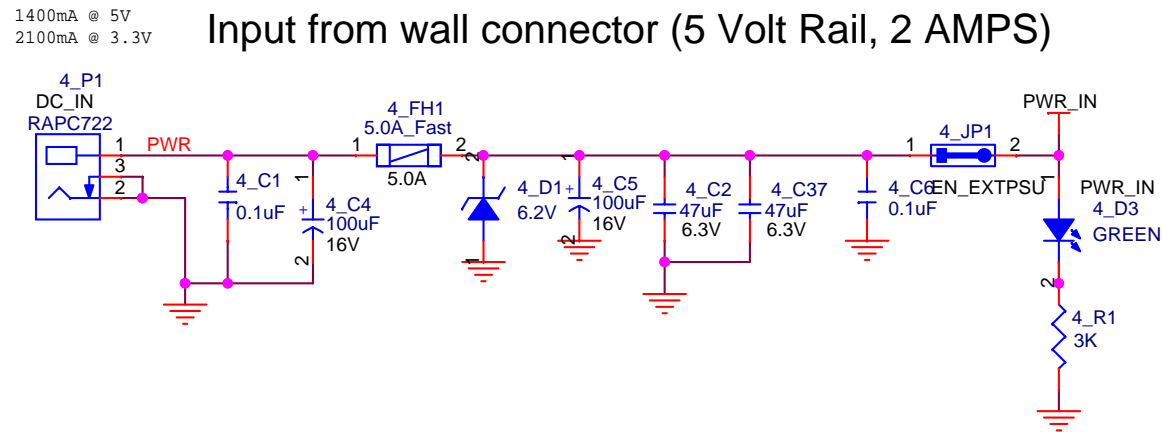 1400mA @ 5V
2100mA @ 3.3V
Input from wall connector (5 Volt Rail, 2 AMPS)
4_P1
DC_IN
RAPC722
1
PWR
3
2
4_C1
0.1uF
1
+
4_C4
100uF
16V
2
4_FH1
5.0A_Fast
1
2
5.0A
2
4_D1
6.2V
1
1
+
4_C5
100uF
16V
2
4_C2
47uF
6.3V
4_C37
47uF
6.3V
4_C6
0.1uF
4_JP1
1
2
EN_EXTPSU
PWR_IN
1
PWR_IN
4_D3
GREEN
2
4_R1
3K